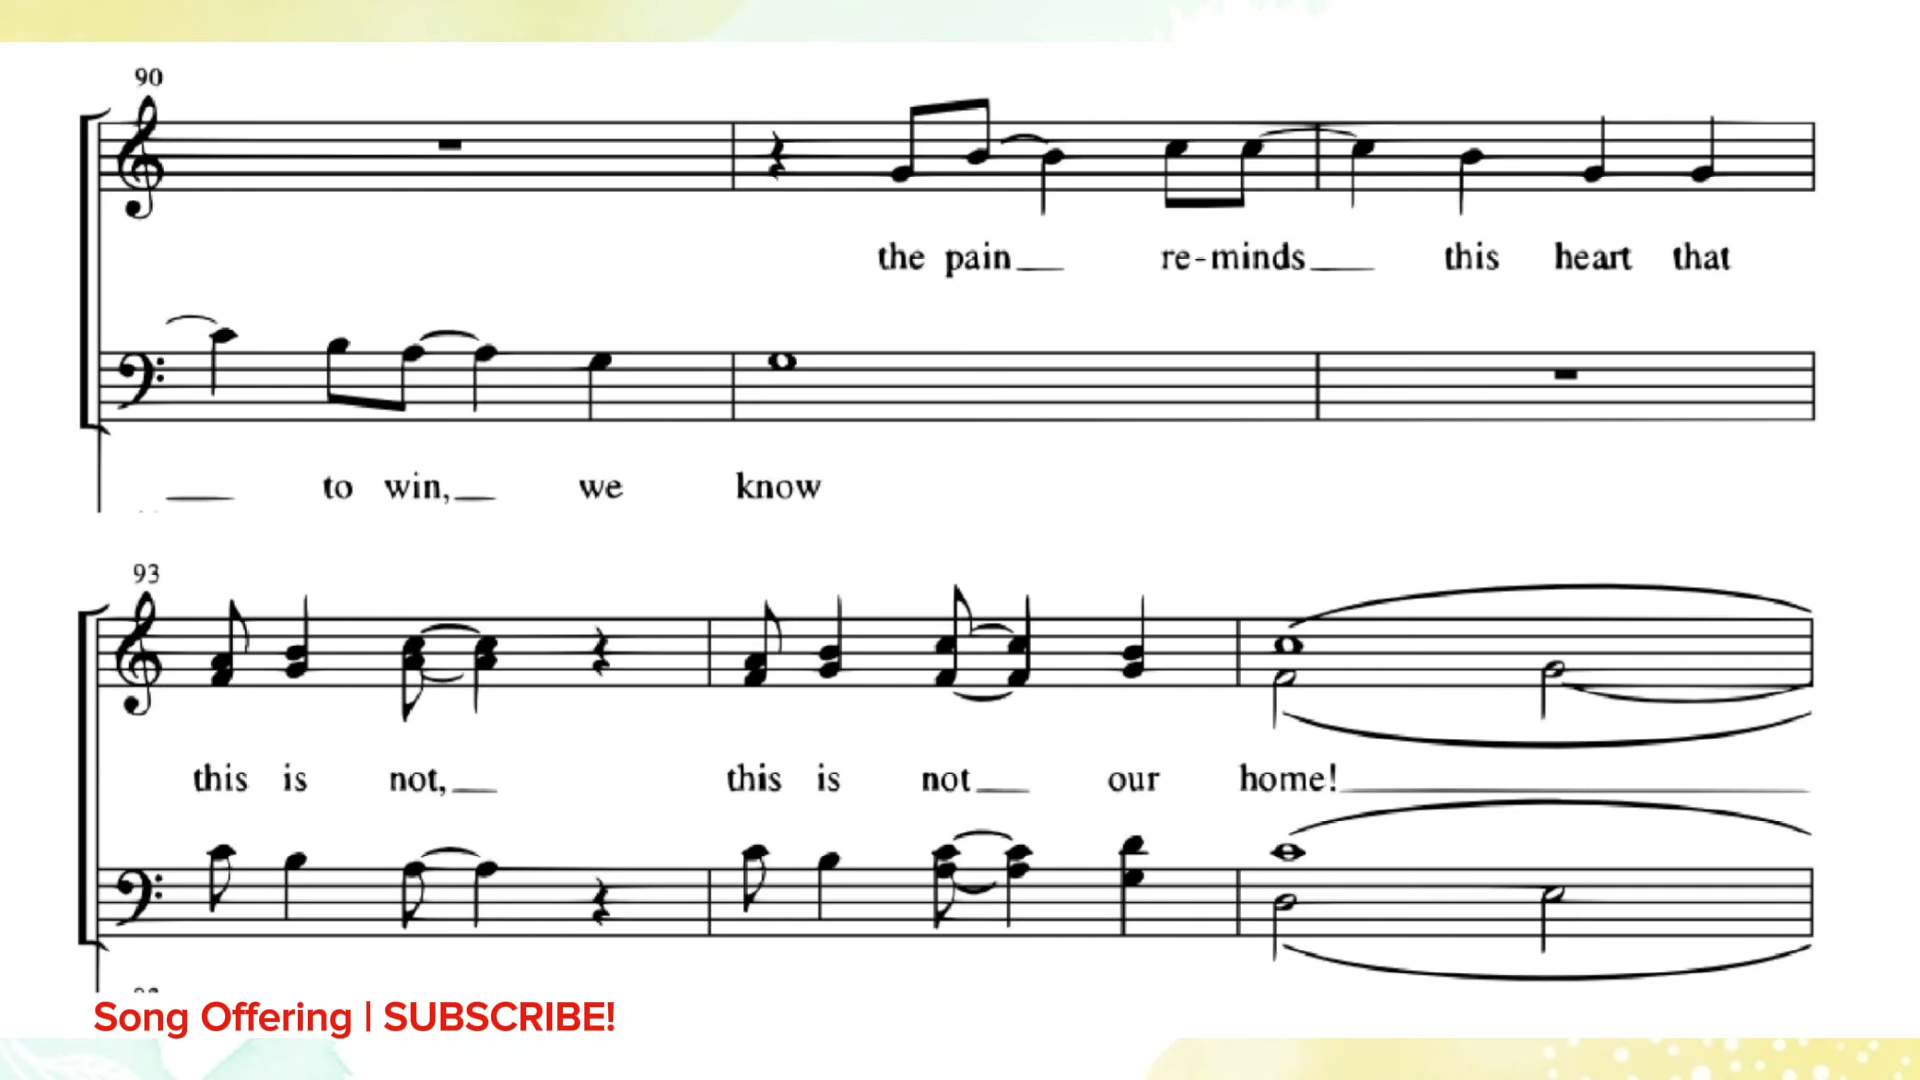 90
the pain re-minds this heart that
to win, we know
93
this is not, this is not our home!
Song Offering | SUBSCRIBE!